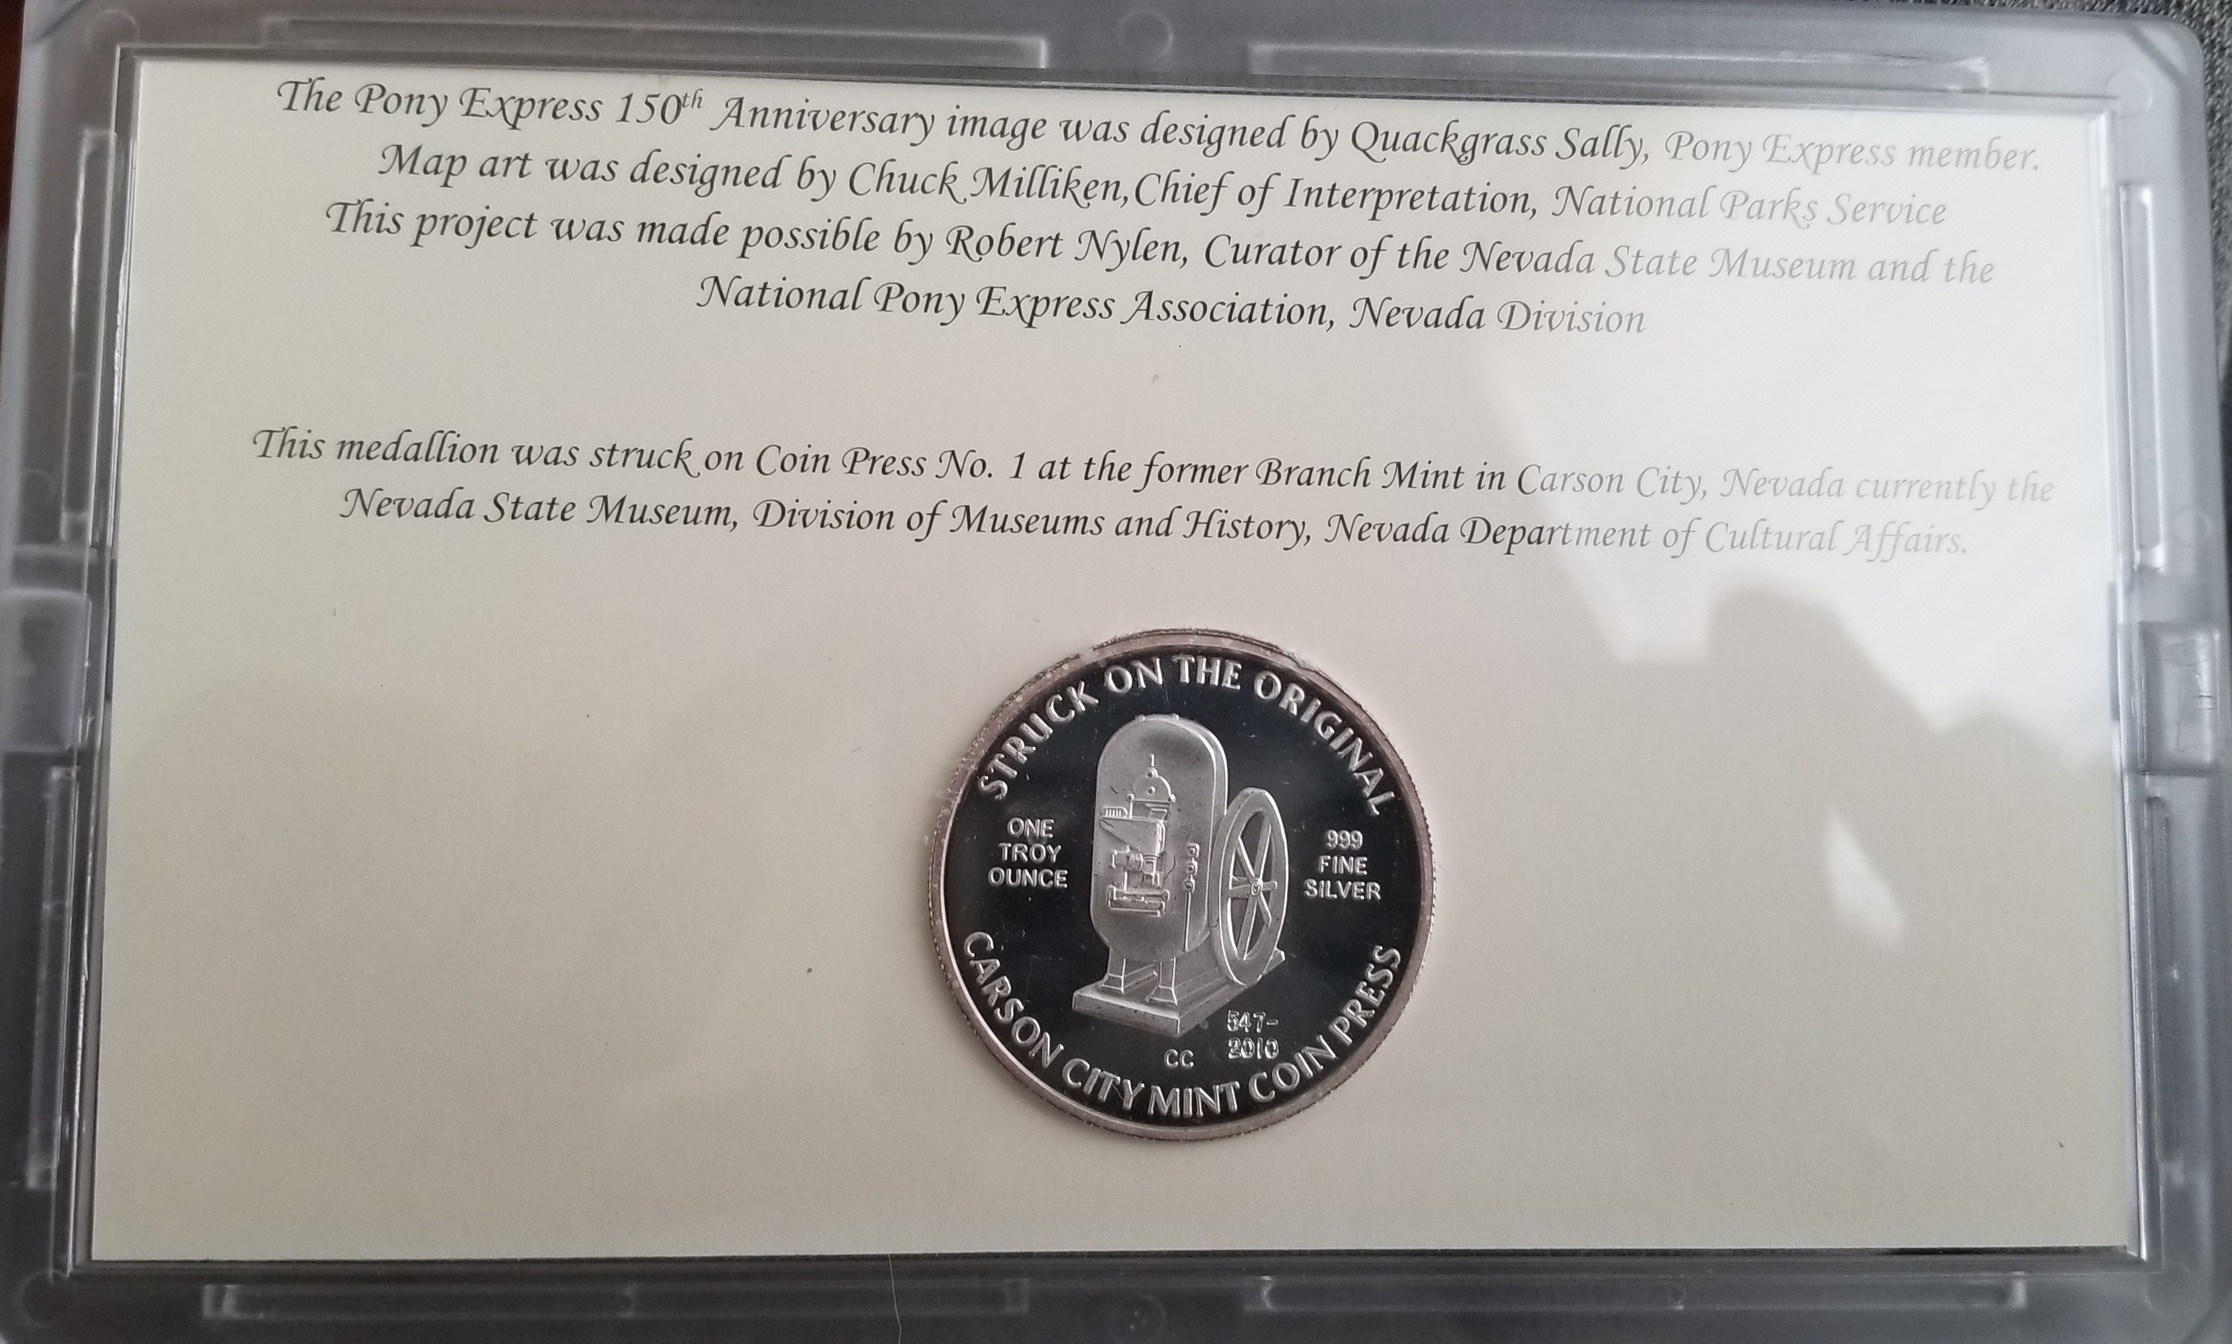 The Pony Express 150th Anniversary image was designed by Quackgrass Sally, Pony Express member.
Map art was designed by Chuck Milliken,Chief of Interpretation, National Parks Service
This project was made possible by Robert Nylen, Curator of the Nevada State Museum and the
National Pony Express Association, Nevada Division
This medallion was struck on Coin Press No. 1 at the former Branch Mint in Carson City, Nevada currently the
Nevada State Museum, Division of Museums and History, Nevada Department of Cultural Affairs.
STRUCK ON THE ORIGINAL
ONE
TROY
OUNCE
999
FINE
SILVER
547-
2010
CC
CARSON CITY MINT COIN PRESS